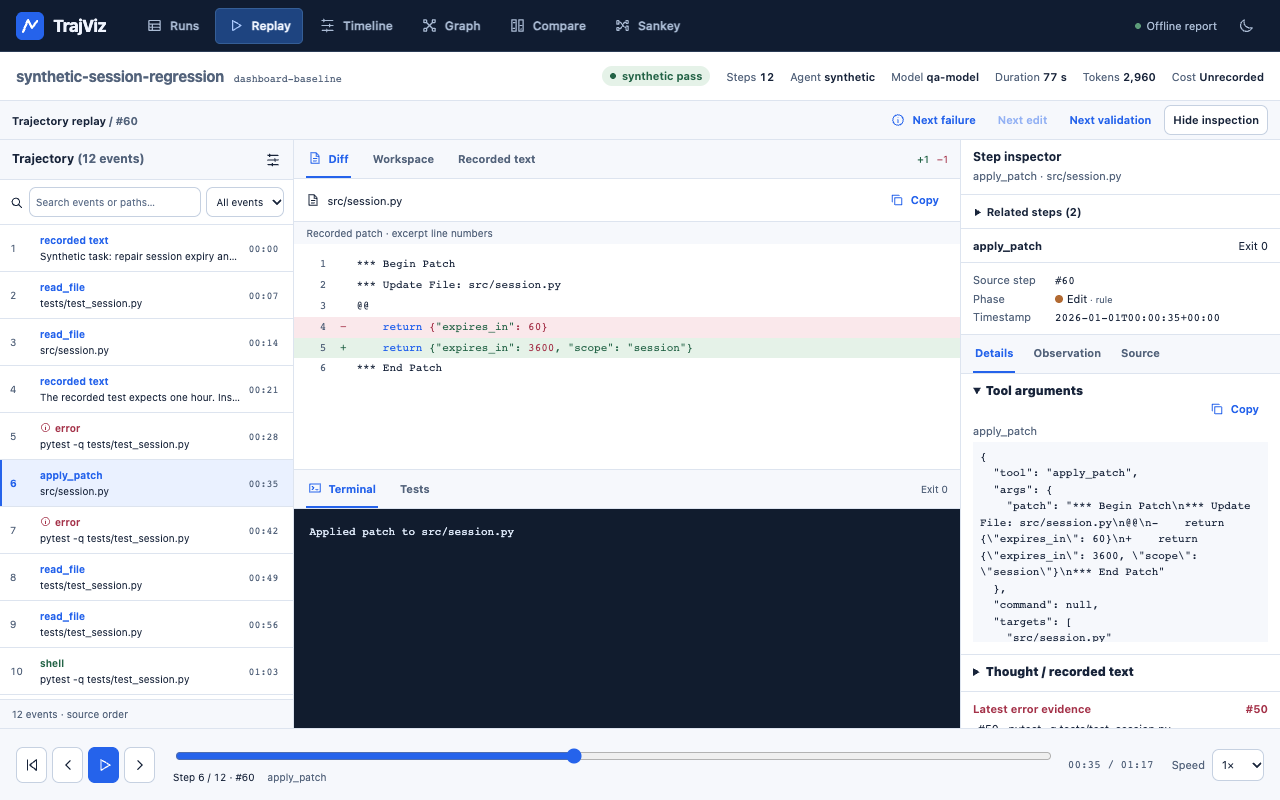 TrajViz
Runs
Replay
Timeline
Graph
Compare
Sankey
Offline report
synthetic-session-regression
dashboard-baseline
synthetic pass
Steps 12
Agent synthetic
Model qa-model
Duration 77 s
Tokens 2,960
Cost Unrecorded
Trajectory replay / #60
Next failure
Next edit
Next validation
Hide inspection
Trajectory (12 events)
Search events or paths...
All events
1 recorded text 00:00
Synthetic task: repair session expiry an...
2 read_file 00:07
tests/test_session.py
3 read_file 00:14
src/session.py
4 recorded text 00:21
The recorded test expects one hour. Ins...
5 error 00:28
pytest -q tests/test_session.py
6 apply_patch 00:35
src/session.py
7 error 00:42
pytest -q tests/test_session.py
8 read_file 00:49
tests/test_session.py
9 read_file 00:56
tests/test_session.py
10 shell 01:03
pytest -q tests/test_session.py
12 events · source order
Diff
Workspace
Recorded text
+1 −1
src/session.py
Copy
Recorded patch · excerpt line numbers
1 *** Begin Patch
2 *** Update File: src/session.py
3 @@
4 − return {"expires_in": 60}
5 + return {"expires_in": 3600, "scope": "session"}
6 *** End Patch
Terminal
Tests
Exit 0
Applied patch to src/session.py
Step inspector
apply_patch · src/session.py
Related steps (2)
apply_patch Exit 0
Source step #60
Phase Edit · rule
Timestamp 2026-01-01T00:00:35+00:00
Details
Observation
Source
Tool arguments
Copy
apply_patch
{
"tool": "apply_patch",
"args": {
"patch": "*** Begin Patch\n*** Update
File: src/session.py\n@@\n-    return
{\"expires_in\": 60}\n+    return
{\"expires_in\": 3600, \"scope\":
\"session\"}\n*** End Patch"
},
"command": null,
"targets": [
"src/session.py"
Thought / recorded text
Latest error evidence #50
#50 · pytest -q tests/test_session.py
Step 6 / 12 · #60 apply_patch
00:35 / 01:17
Speed
1×